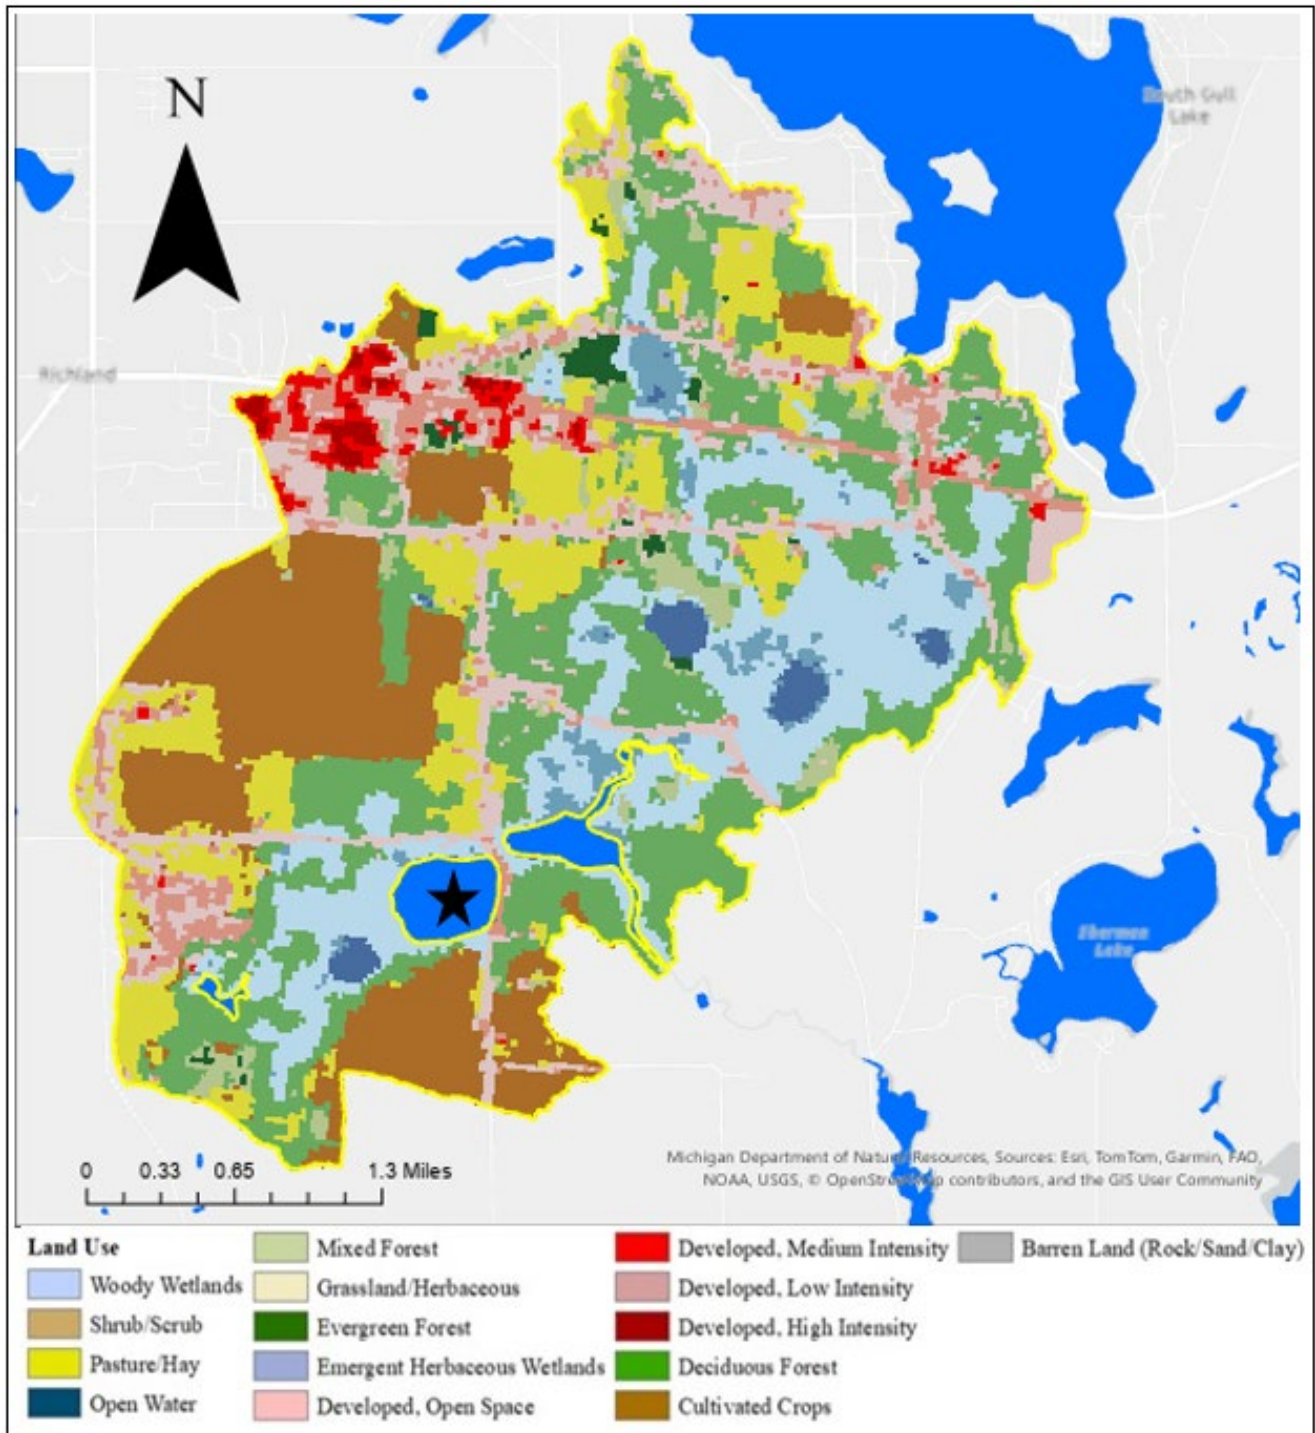 N
South Gull
Lake
Richland
Sherman
Lake
0 0.33 0.65 1.3 Miles
Michigan Department of Natural Resources, Sources: Esri, TomTom, Garmin, FAO,
NOAA, USGS, © OpenStreetMap contributors, and the GIS User Community
Land Use
Woody Wetlands
Shrub/Scrub
Pasture/Hay
Open Water
Mixed Forest
Grassland/Herbaceous
Evergreen Forest
Emergent Herbaceous Wetlands
Developed, Open Space
Developed, Medium Intensity
Developed, Low Intensity
Developed, High Intensity
Deciduous Forest
Cultivated Crops
Barren Land (Rock/Sand/Clay)